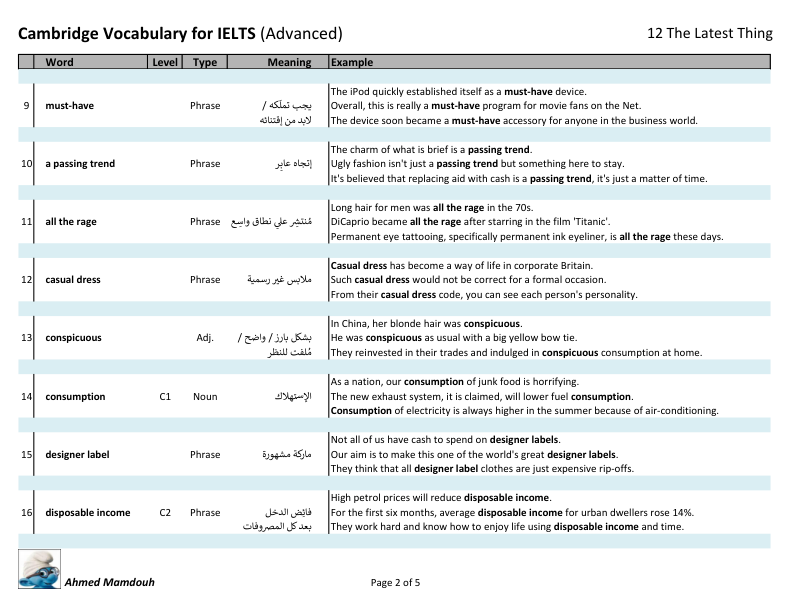 Cambridge Vocabulary for IELTS (Advanced) 12 The Latest Thing
Word Level Type Meaning Example
9 must-have Phrase يجب تملّكه /
لابد من إقتنائه
The iPod quickly established itself as a must-have device.
Overall, this is really a must-have program for movie fans on the Net.
The device soon became a must-have accessory for anyone in the business world.
10 a passing trend Phrase إتجاه عابِر
The charm of what is brief is a passing trend.
Ugly fashion isn't just a passing trend but something here to stay.
It's believed that replacing aid with cash is a passing trend, it's just a matter of time.
11 all the rage Phrase مُنتشِر علي نطاق واسِع
Long hair for men was all the rage in the 70s.
DiCaprio became all the rage after starring in the film 'Titanic'.
Permanent eye tattooing, specifically permanent ink eyeliner, is all the rage these days.
12 casual dress Phrase ملابس غير رسمية
Casual dress has become a way of life in corporate Britain.
Such casual dress would not be correct for a formal occasion.
From their casual dress code, you can see each person's personality.
13 conspicuous Adj. بشكل بارز / واضح /
مُلفت للنظر
In China, her blonde hair was conspicuous.
He was conspicuous as usual with a big yellow bow tie.
They reinvested in their trades and indulged in conspicuous consumption at home.
14 consumption C1 Noun الإستهلاك
As a nation, our consumption of junk food is horrifying.
The new exhaust system, it is claimed, will lower fuel consumption.
Consumption of electricity is always higher in the summer because of air-conditioning.
15 designer label Phrase ماركة مشهورة
Not all of us have cash to spend on designer labels.
Our aim is to make this one of the world's great designer labels.
They think that all designer label clothes are just expensive rip-offs.
16 disposable income C2 Phrase فائِض الدخل
بعد كل المصروفات
High petrol prices will reduce disposable income.
For the first six months, average disposable income for urban dwellers rose 14%.
They work hard and know how to enjoy life using disposable income and time.
Ahmed Mamdouh Page 2 of 5